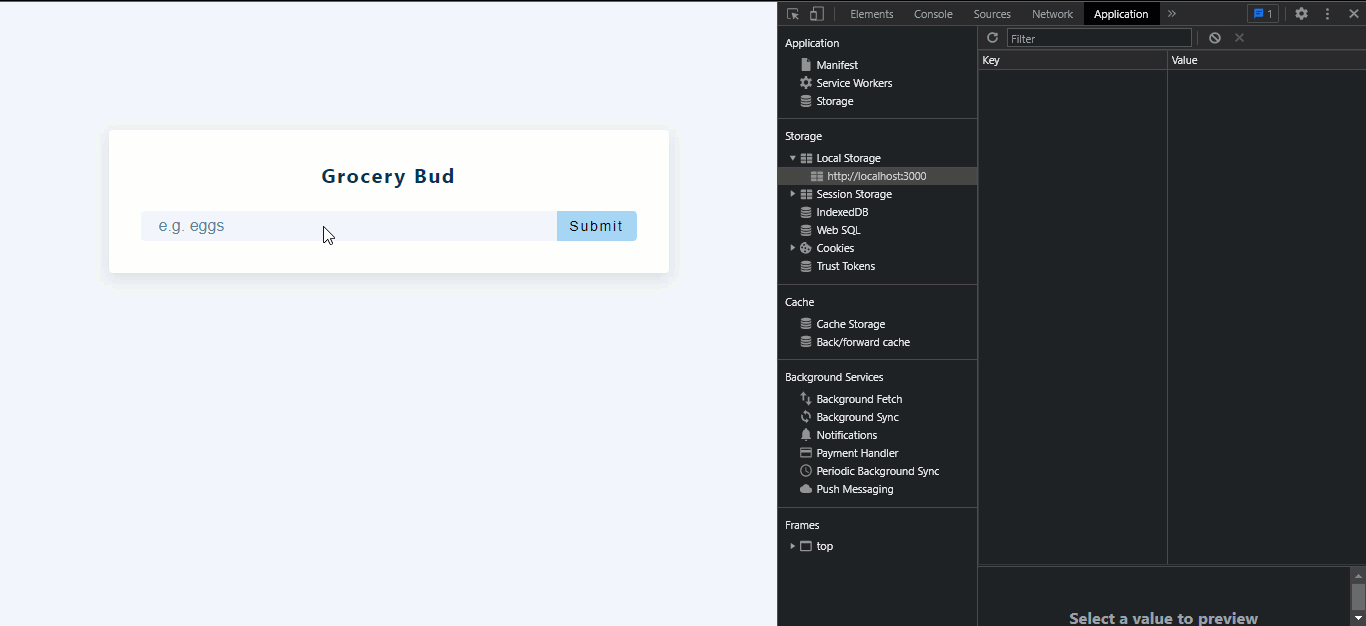 Elements Console Sources Network Application » 1
Grocery Bud
e.g. eggs Submit
Application
Manifest
Service Workers
Storage
Storage
Local Storage
http://localhost:3000
Session Storage
IndexedDB
Web SQL
Cookies
Trust Tokens
Cache
Cache Storage
Back/forward cache
Background Services
Background Fetch
Background Sync
Notifications
Payment Handler
Periodic Background Sync
Push Messaging
Frames
top
Filter
Key Value
Select a value to preview